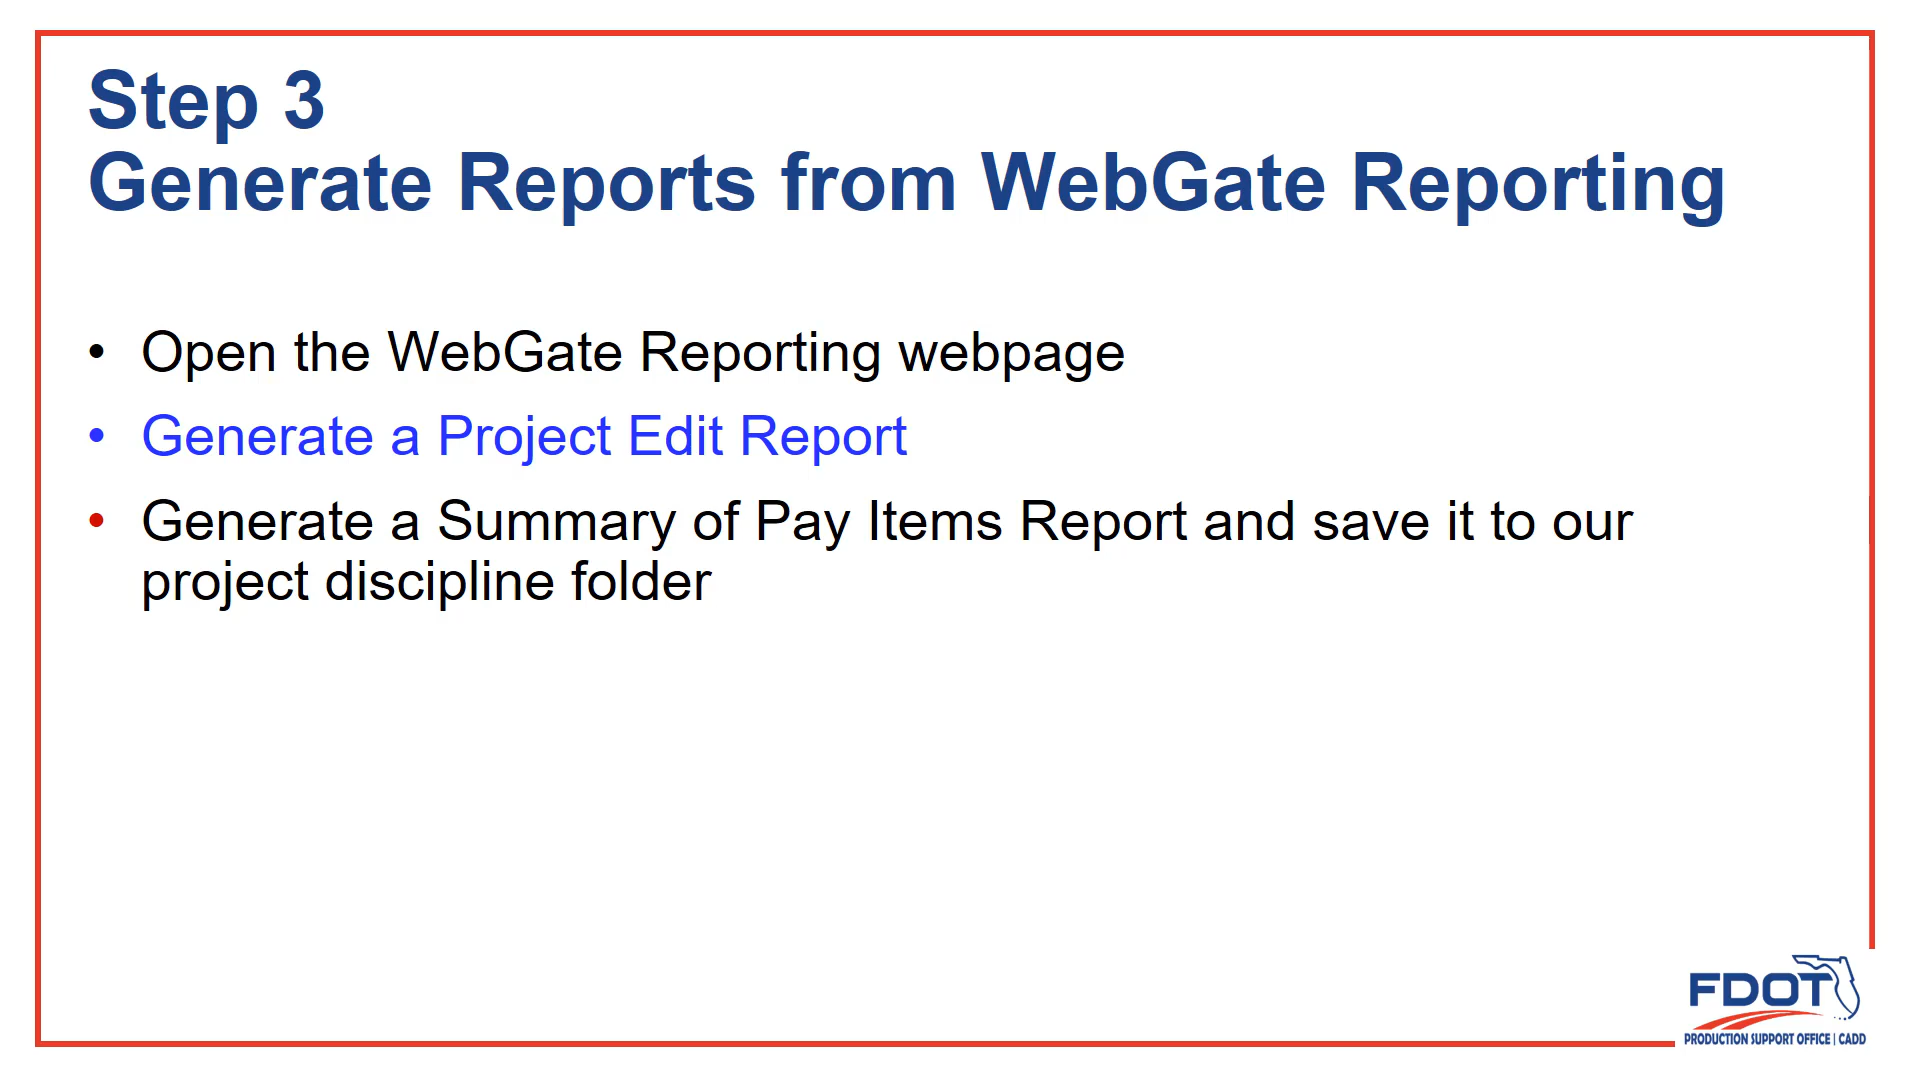 Step 3
Generate Reports from WebGate Reporting
• Open the WebGate Reporting webpage
• Generate a Project Edit Report
• Generate a Summary of Pay Items Report and save it to our
project discipline folder
FDOT
PRODUCTION SUPPORT OFFICE | CADD